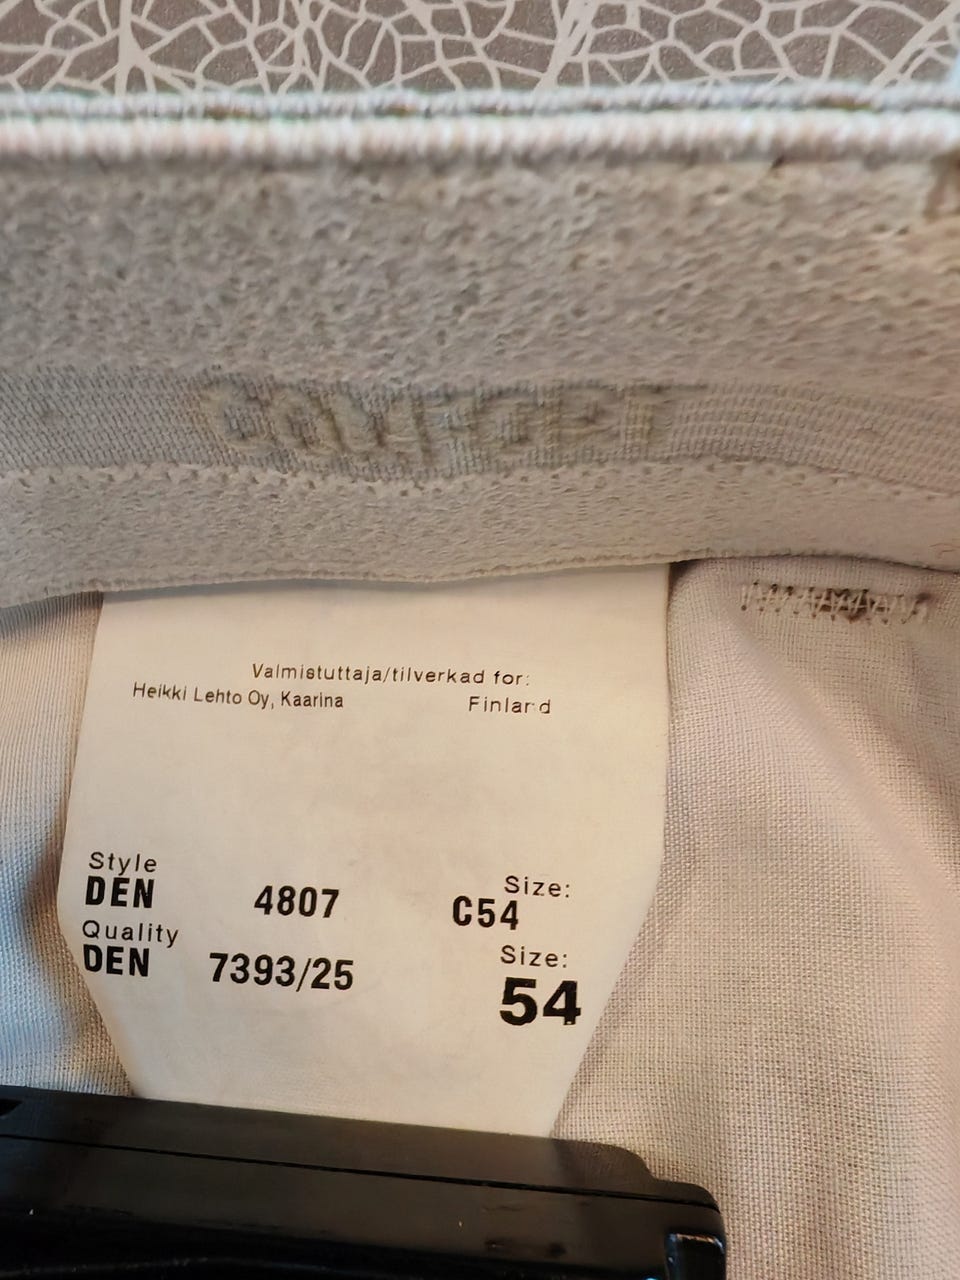 COMFORT
Valmistuttaja/tilverkad for:
Heikki Lehto Oy, Kaarina Finland
Style
DEN 4807
Size:
C54
Quality
DEN 7393/25
Size:
54